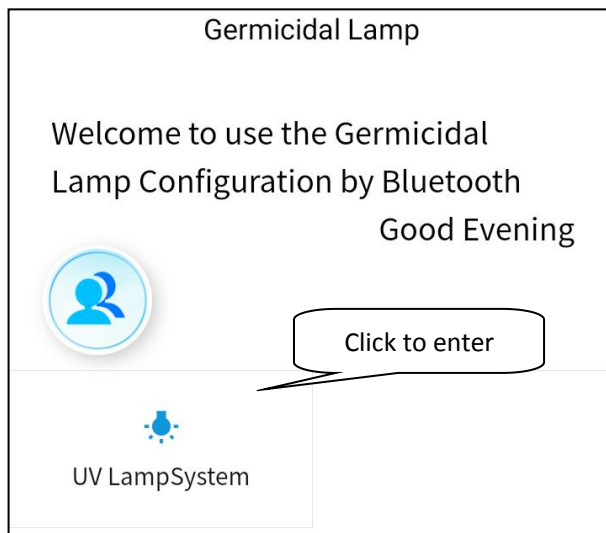 Germicidal Lamp
Welcome to use the Germicidal
Lamp Configuration by Bluetooth
Good Evening
Click to enter
UV LampSystem